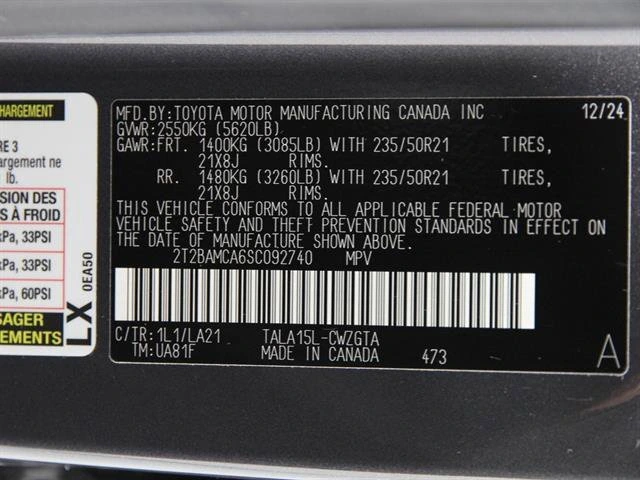 HARGEMENT
RE 3
argement ne
lb.
SION DES
S À FROID
kPa, 33PSI
kPa, 33PSI
kPa, 60PSI
SAGER
EMENTS
LX 0EA50
MFD.BY:TOYOTA MOTOR MANUFACTURING CANADA INC 12/24
GVWR:2550KG (5620LB)
GAWR:FRT. 1400KG (3085LB) WITH 235/50R21 TIRES,
21X8J RIMS.
RR. 1480KG (3260LB) WITH 235/50R21 TIRES,
21X8J RIMS.
THIS VEHICLE CONFORMS TO ALL APPLICABLE FEDERAL MOTOR
VEHICLE SAFETY AND THEFT PREVENTION STANDARDS IN EFFECT ON
THE DATE OF MANUFACTURE SHOWN ABOVE.
2T2BAMCA6SC092740 MPV
C/TR:1L1/LA21 TALA15L-CWZGTA
TM:UA81F MADE IN CANADA 473 A